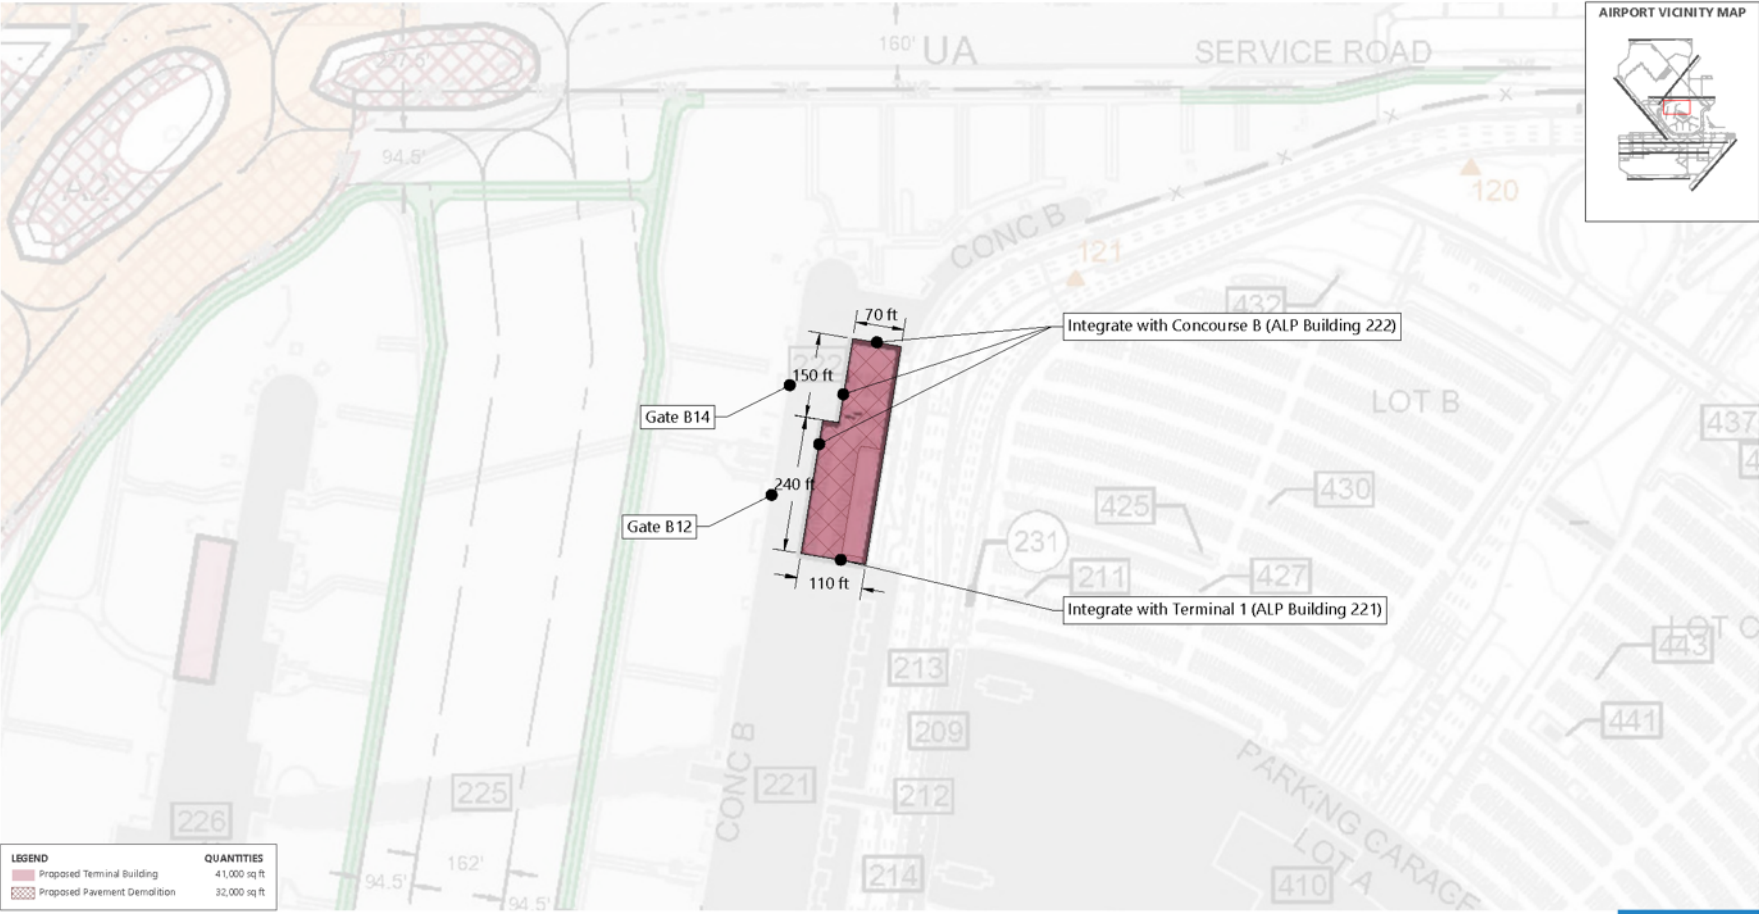 AIRPORT VICINITY MAP
160'
UA
SERVICE ROAD
94.5'
120
CONC B
121
432
70 ft
Integrate with Concourse B (ALP Building 222)
150 ft
LOT B
Gate B14
437
240 ft
430
425
Gate B12
231
211
427
110 ft
Integrate with Terminal 1 (ALP Building 221)
LOT C
443
213
441
209
CONC B
PARKING GARAGE
221
225
212
226
LOT A
LEGEND QUANTITIES
Proposed Terminal Building 41,000 sq ft
Proposed Pavement Demolition 32,000 sq ft
162'
94.5'
214
410
94.5'